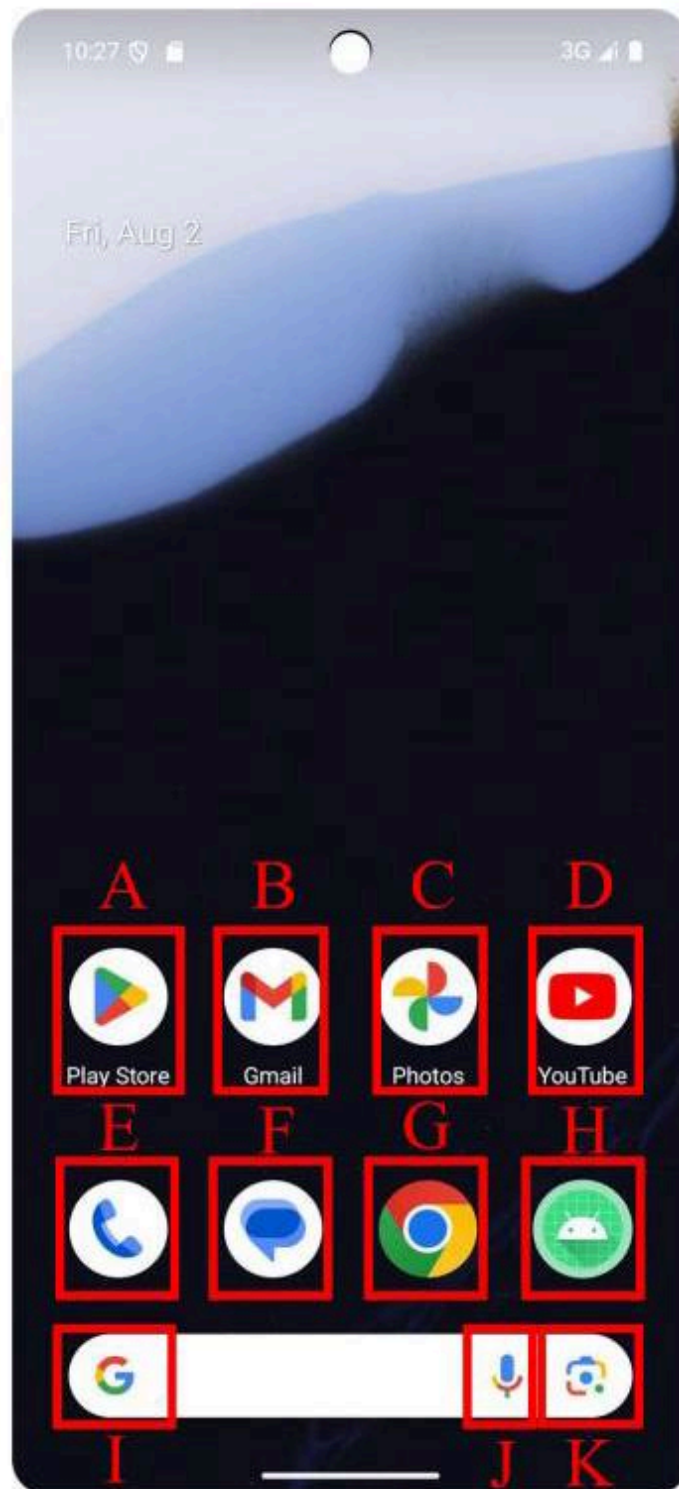 10:27 3G
Fri, Aug 2
A B C D
Play Store Gmail Photos YouTube
E F G H
G
I J K